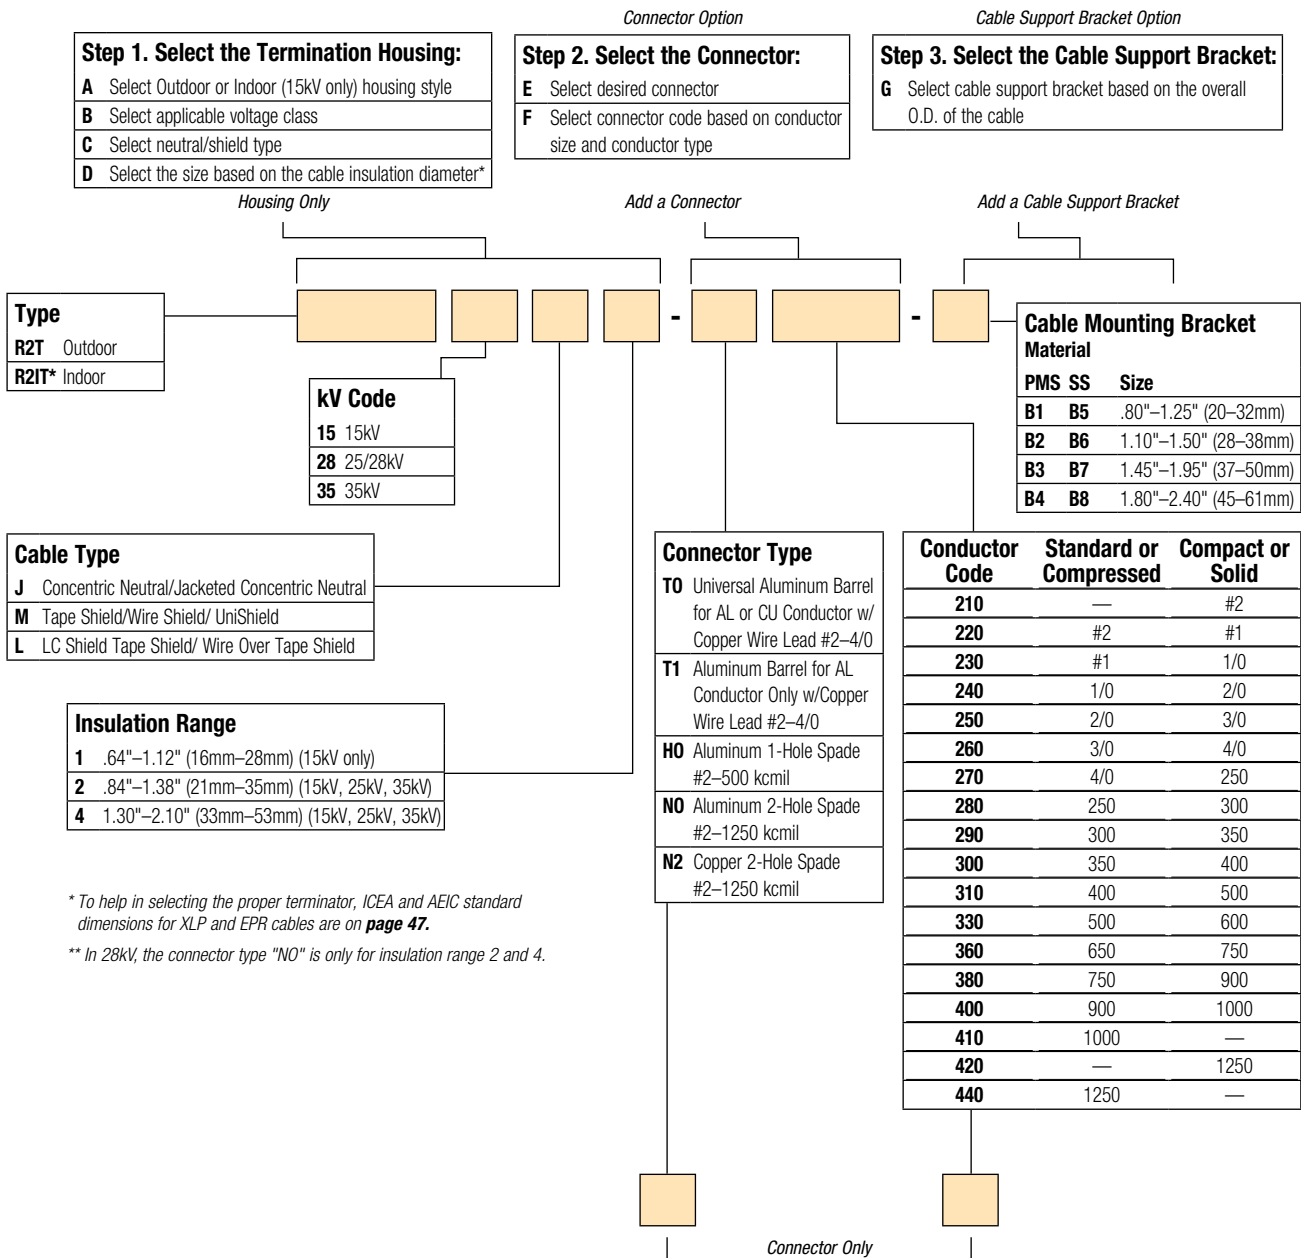 Connector Option
Cable Support Bracket Option
Step 1. Select the Termination Housing:
A Select Outdoor or Indoor (15kV only) housing style
B Select applicable voltage class
C Select neutral/shield type
D Select the size based on the cable insulation diameter*
Step 2. Select the Connector:
E Select desired connector
F Select connector code based on conductor
size and conductor type
Step 3. Select the Cable Support Bracket:
G Select cable support bracket based on the overall
O.D. of the cable
Housing Only
Add a Connector
Add a Cable Support Bracket
- -
Type
R2T Outdoor
R2IT* Indoor
kV Code
15 15kV
28 25/28kV
35 35kV
Cable Mounting Bracket
Material
PMS SS Size
B1 B5 .80"–1.25" (20–32mm)
B2 B6 1.10"–1.50" (28–38mm)
B3 B7 1.45"–1.95" (37–50mm)
B4 B8 1.80"–2.40" (45–61mm)
Cable Type
J Concentric Neutral/Jacketed Concentric Neutral
M Tape Shield/Wire Shield/ UniShield
L LC Shield Tape Shield/ Wire Over Tape Shield
Insulation Range
1 .64"–1.12" (16mm–28mm) (15kV only)
2 .84"–1.38" (21mm–35mm) (15kV, 25kV, 35kV)
4 1.30"–2.10" (33mm–53mm) (15kV, 25kV, 35kV)
* To help in selecting the proper terminator, ICEA and AEIC standard
dimensions for XLP and EPR cables are on page 47.
** In 28kV, the connector type "NO" is only for insulation range 2 and 4.
Connector Type
TO Universal Aluminum Barrel
for AL or CU Conductor w/
Copper Wire Lead #2–4/0
T1 Aluminum Barrel for AL
Conductor Only w/Copper
Wire Lead #2–4/0
HO Aluminum 1-Hole Spade
#2–500 kcmil
NO Aluminum 2-Hole Spade
#2–1250 kcmil
N2 Copper 2-Hole Spade
#2–1250 kcmil
Conductor Standard or Compact or
Code Compressed Solid
210 — #2
220 #2 #1
230 #1 1/0
240 1/0 2/0
250 2/0 3/0
260 3/0 4/0
270 4/0 250
280 250 300
290 300 350
300 350 400
310 400 500
330 500 600
360 650 750
380 750 900
400 900 1000
410 1000 —
420 — 1250
440 1250 —
Connector Only